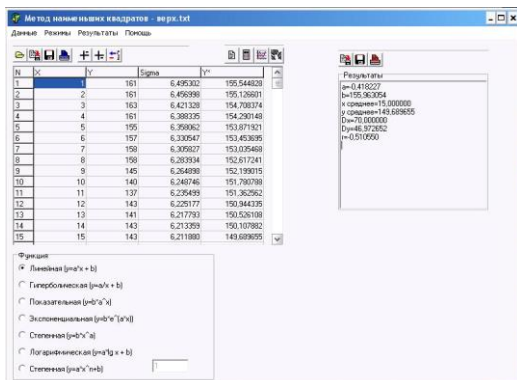 Метод наименьших квадратов - верх.txt
Данные Режимы Результаты Помощь
N X Y Sigma Y*
1 1 161 6,495302 155,544828
2 2 161 6,456998 155,126601
3 3 163 6,421328 154,708374
4 4 161 6,388335 154,290148
5 5 155 6,358062 153,871921
6 6 157 6,330547 153,453695
7 7 158 6,305827 153,035468
8 8 158 6,283934 152,617241
9 9 145 6,264898 152,199015
10 10 140 6,248746 151,780788
11 11 137 6,235499 151,362562
12 12 143 6,225177 150,944335
13 13 141 6,217793 150,526108
14 14 143 6,213359 150,107882
15 15 143 6,211880 149,689655
Результаты
a=-0,418227
b=155,963054
x среднее=15,000000
y среднее=149,689655
Dx=70,000000
Dy=46,972652
r=-0,510550
Функция
Линейная (y=a*x + b)
Гиперболическая (y=a/x + b)
Показательная (y=b*a^x)
Экспоненциальная (y=b*e^(a*x))
Степенная (y=b*x^a)
Логарифмическая (y=a*lg x + b)
Степенная (y=a*x^n+b)
1